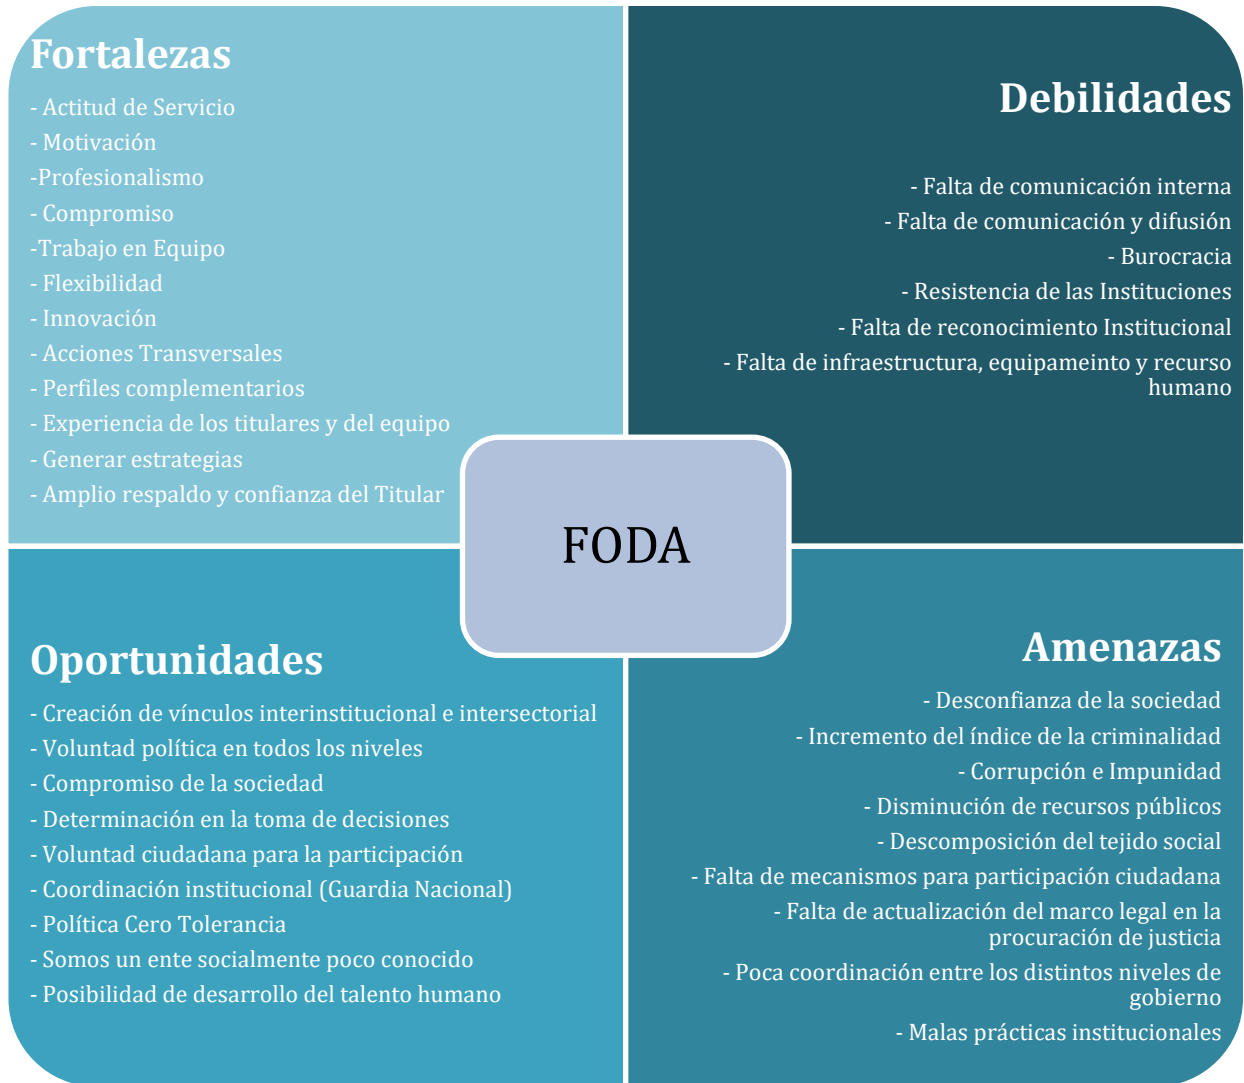 Fortalezas
- Actitud de Servicio
- Motivación
-Profesionalismo
- Compromiso
-Trabajo en Equipo
- Flexibilidad
- Innovación
- Acciones Transversales
- Perfiles complementarios
- Experiencia de los titulares y del equipo
- Generar estrategias
- Amplio respaldo y confianza del Titular
Debilidades
- Falta de comunicación interna
- Falta de comunicación y difusión
- Burocracia
- Resistencia de las Instituciones
- Falta de reconocimiento Institucional
- Falta de infraestructura, equipameinto y recurso
humano
FODA
Oportunidades
- Creación de vínculos interinstitucional e intersectorial
- Voluntad política en todos los niveles
- Compromiso de la sociedad
- Determinación en la toma de decisiones
- Voluntad ciudadana para la participación
- Coordinación institucional (Guardia Nacional)
- Política Cero Tolerancia
- Somos un ente socialmente poco conocido
- Posibilidad de desarrollo del talento humano
Amenazas
- Desconfianza de la sociedad
- Incremento del índice de la criminalidad
- Corrupción e Impunidad
- Disminución de recursos públicos
- Descomposición del tejido social
- Falta de mecanismos para participación ciudadana
- Falta de actualización del marco legal en la
procuración de justicia
- Poca coordinación entre los distintos niveles de
gobierno
- Malas prácticas institucionales